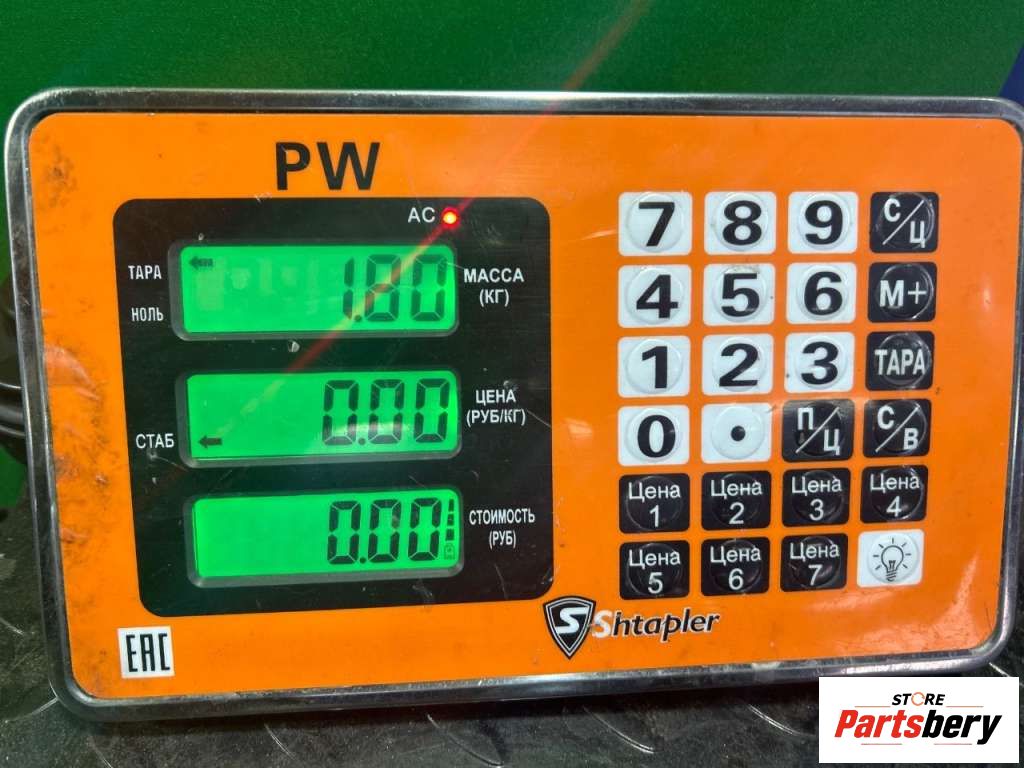 PW
AC
ТАРА
НОЛЬ
1.80
МАССА
(КГ)
СТАБ
0.00
ЦЕНА
(РУБ/КГ)
0.00
СТОИМОСТЬ
(РУБ)
7 8 9 С/Ц
4 5 6 М+
1 2 3 ТАРА
0 . П/Ц С/В
Цена 1 Цена 2 Цена 3 Цена 4
Цена 5 Цена 6 Цена 7
S Shtapler
EAC
STORE
Partsbery